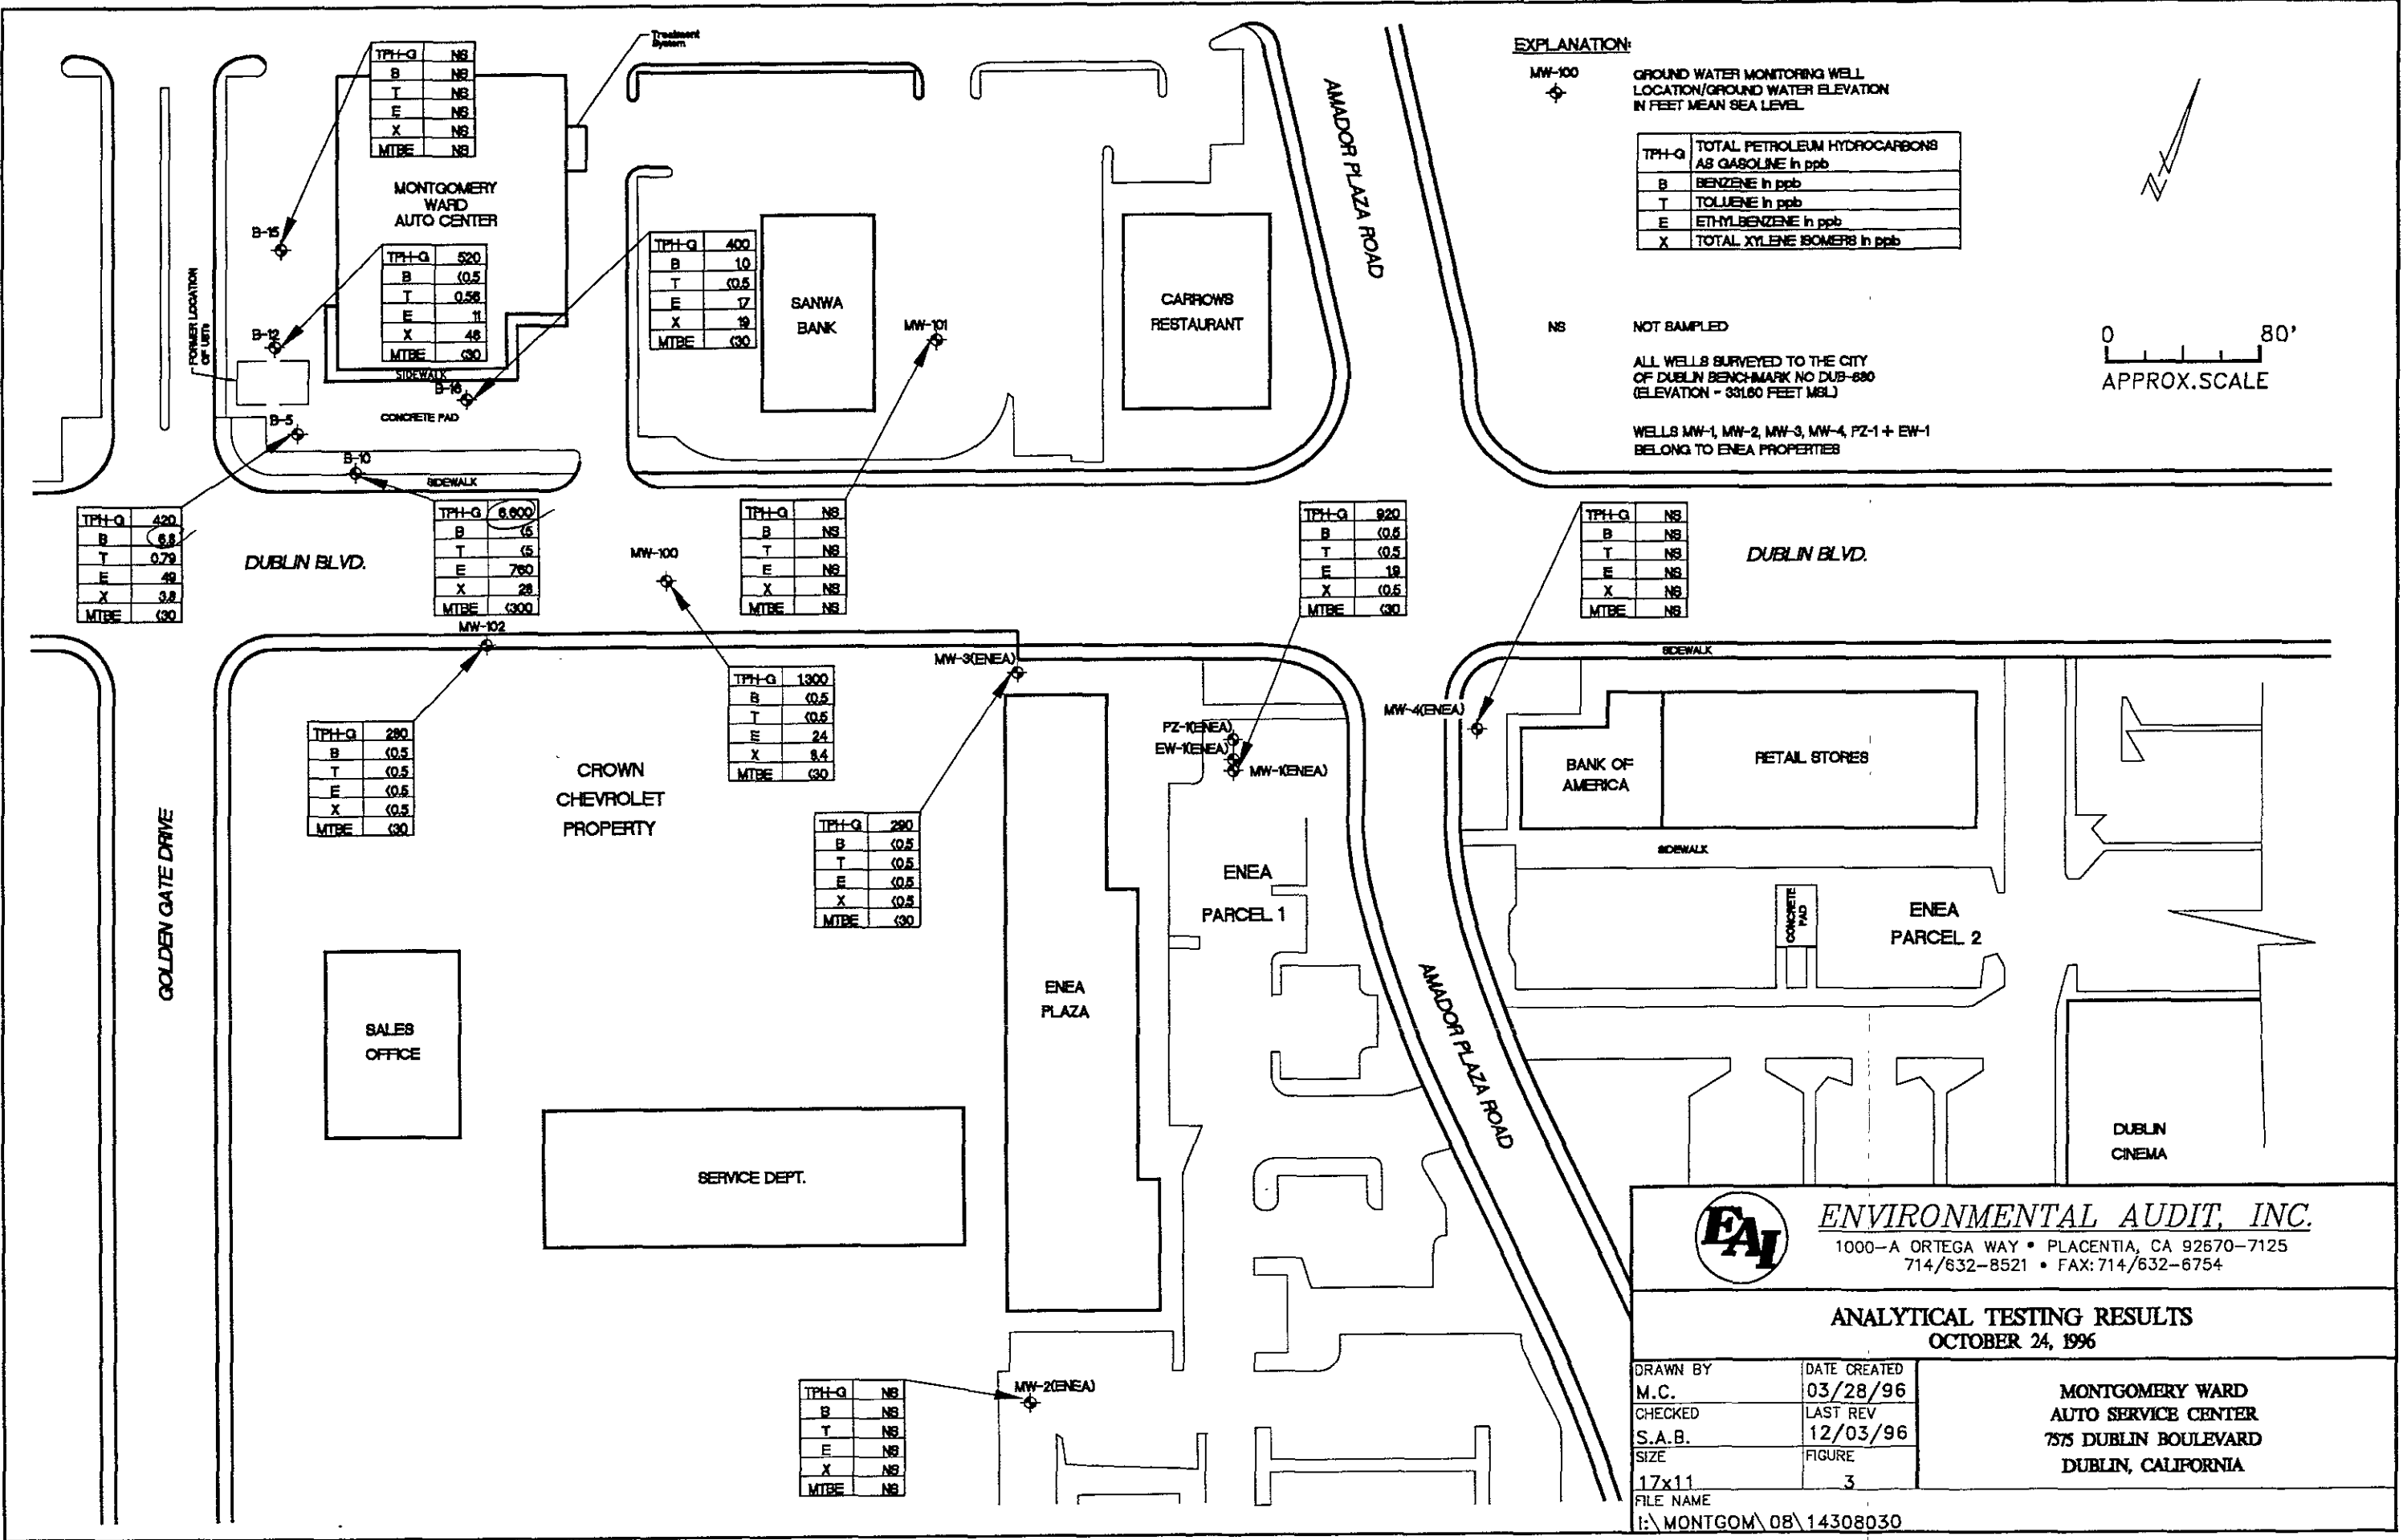 Treatment
System
TPH-G NS
B NS
T NS
E NS
X NS
MTBE NS
MONTGOMERY
WARD
AUTO CENTER
B-15
FORMER LOCATION
OF USTs
B-12
TPH-G 520
B <0.5
T 0.56
E 11
X 48
MTBE <30
SIDEWALK
B-16
CONCRETE PAD
B-5
B-10
SIDEWALK
TPH-G 400
B 1.0
T <0.5
E 17
X 19
MTBE <30
SANWA
BANK
MW-101
CARROWS
RESTAURANT
AMADOR PLAZA ROAD
EXPLANATION:
MW-100
GROUND WATER MONITORING WELL
LOCATION/GROUND WATER ELEVATION
IN FEET MEAN SEA LEVEL
TPH-G TOTAL PETROLEUM HYDROCARBONS
AS GASOLINE in ppb
B BENZENE in ppb
T TOLUENE in ppb
E ETHYLBENZENE in ppb
X TOTAL XYLENE ISOMERS in ppb
NS NOT SAMPLED
ALL WELLS SURVEYED TO THE CITY
OF DUBLIN BENCHMARK NO DUB-680
(ELEVATION - 331.60 FEET MSL)
WELLS MW-1, MW-2, MW-3, MW-4, PZ-1 + EW-1
BELONG TO ENEA PROPERTIES
N
0 80'
APPROX.SCALE
TPH-G 420
B 6.8
T 0.79
E 49
X 3.8
MTBE <30
DUBLIN BLVD.
TPH-G 6,600
B <5
T <5
E 760
X 28
MTBE <300
MW-100
TPH-G NS
B NS
T NS
E NS
X NS
MTBE NS
TPH-G 920
B <0.5
T <0.5
E 1.9
X <0.5
MTBE <30
TPH-G NS
B NS
T NS
E NS
X NS
MTBE NS
DUBLIN BLVD.
MW-102
TPH-G 280
B <0.5
T <0.5
E <0.5
X <0.5
MTBE <30
TPH-G 1,300
B <0.5
T <0.5
E 24
X 8.4
MTBE <30
MW-3(ENEA)
TPH-G 290
B <0.5
T <0.5
E <0.5
X <0.5
MTBE <30
CROWN
CHEVROLET
PROPERTY
PZ-1(ENEA)
EW-1(ENEA)
MW-1(ENEA)
MW-4(ENEA)
SIDEWALK
BANK OF
AMERICA
RETAIL STORES
SIDEWALK
GOLDEN GATE DRIVE
ENEA
PARCEL 1
CONCRETE
PAD
ENEA
PARCEL 2
SALES
OFFICE
ENEA
PLAZA
AMADOR PLAZA ROAD
SERVICE DEPT.
DUBLIN
CINEMA
TPH-G NS
B NS
T NS
E NS
X NS
MTBE NS
MW-2(ENEA)
EAI
ENVIRONMENTAL AUDIT, INC.
1000-A ORTEGA WAY • PLACENTIA, CA 92670-7125
714/632-8521 • FAX:714/632-6754
ANALYTICAL TESTING RESULTS
OCTOBER 24, 1996
DRAWN BY
M.C.
DATE CREATED
03/28/96
CHECKED
S.A.B.
LAST REV
12/03/96
SIZE
17x11
FIGURE
3
MONTGOMERY WARD
AUTO SERVICE CENTER
7575 DUBLIN BOULEVARD
DUBLIN, CALIFORNIA
FILE NAME
I:\MONTGOM\08\14308030